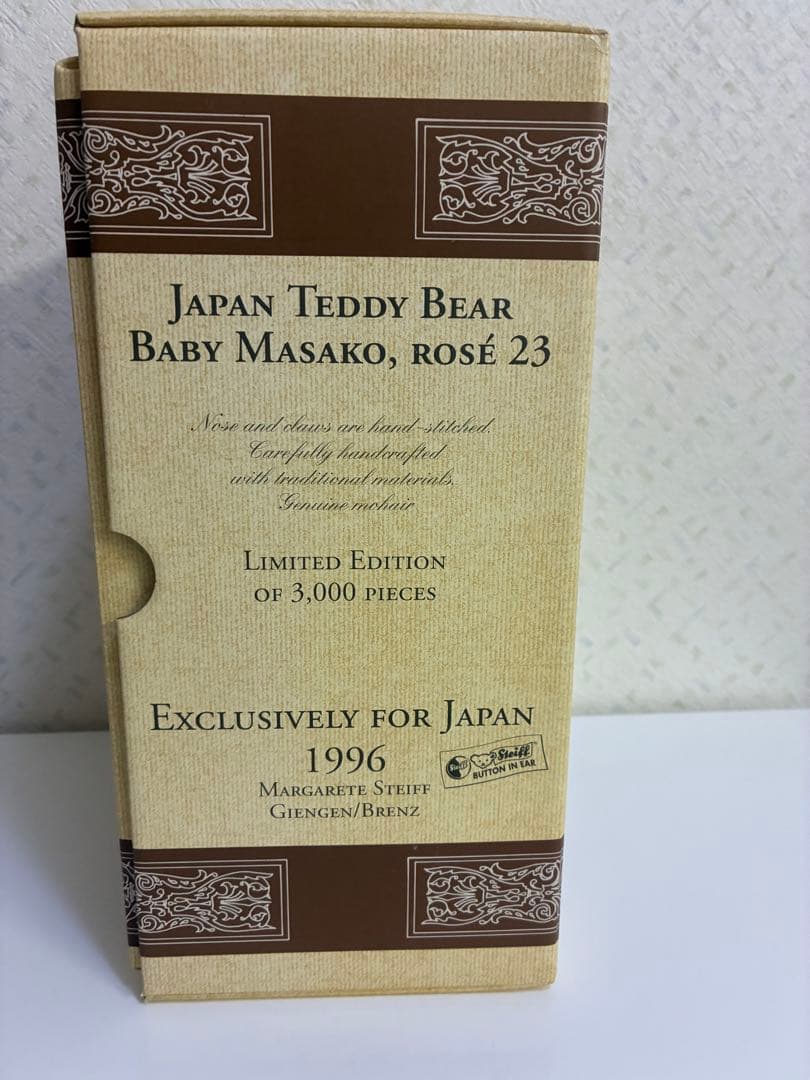 Japan Teddy Bear
Baby Masako, rosé 23
Nose and claws are hand-stitched.
Carefully handcrafted
with traditional materials.
Genuine mohair
Limited Edition
of 3,000 pieces
Exclusively for Japan
1996
Margarete Steiff
Giengen/Brenz
Steiff
Steiff
BUTTON IN EAR